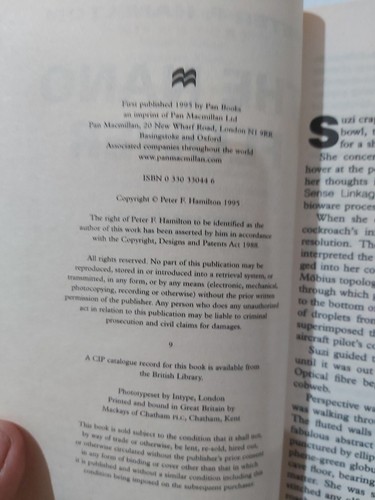 First published 1995 by Pan Books
an imprint of Pan Macmillan Ltd
Pan Macmillan, 20 New Wharf Road, London N1 9RR
Basingstoke and Oxford
Associated companies throughout the world
www.panmacmillan.com
ISBN 0 330 33044 6
Copyright © Peter F. Hamilton 1995
The right of Peter F. Hamilton to be identified as the
author of this work has been asserted by him in accordance
with the Copyright, Designs and Patents Act 1988.
All rights reserved. No part of this publication may be
reproduced, stored in or introduced into a retrieval system, or
transmitted, in any form, or by any means (electronic, mechanical,
photocopying, recording or otherwise) without the prior written
permission of the publisher. Any person who does any unauthorized
act in relation to this publication may be liable to criminal
prosecution and civil claims for damages.
9
A CIP catalogue record for this book is available from
the British Library.
Phototypeset by Intype, London
Printed and bound in Great Britain by
Mackays of Chatham PLC, Chatham, Kent
This book is sold subject to the condition that it shall not,
by way of trade or otherwise, be lent, re-sold, hired out,
or otherwise circulated without the publisher's prior consent
in any form of binding or cover other than that in which
it is published and without a similar condition including this
condition being imposed on the subsequent purchaser.
Suzi
bowl,
for a
She
hover at the
her thoughts
Sense Linkage
bioware
When she
cockroach's
resolution. The
interpreted the
ged into her
Möbius
through which
to the bottom of
of droplets from
superimposed
aircraft pilot's
Suzi guided
until it was out
Optical fibre
cobweb.
Perspective
was walking
The fluted
fabulous abstract
punctured by
phone-green
case floor,
She was